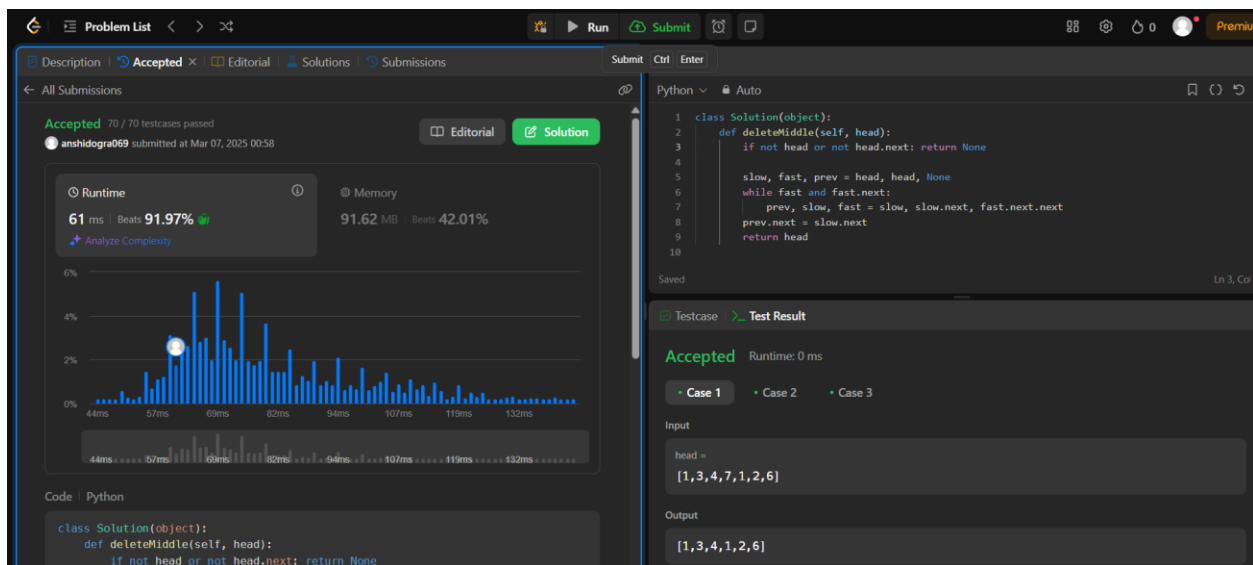 Problem List
Run
Submit
0
Premiu
Description
Accepted
Editorial
Solutions
Submissions
Submit Ctrl Enter
All Submissions
Accepted 70 / 70 testcases passed
anshidogra069 submitted at Mar 07, 2025 00:58
Editorial
Solution
Runtime
61 ms | Beats 91.97%
Analyze Complexity
Memory
91.62 MB | Beats 42.01%
6%
4%
2%
0%
44ms 57ms 69ms 82ms 94ms 107ms 119ms 132ms
44ms 57ms 69ms 82ms 94ms 107ms 119ms 132ms
Code | Python
class Solution(object):
def deleteMiddle(self, head):
if not head or not head.next: return None
Python
Auto
1 class Solution(object):
2 def deleteMiddle(self, head):
3 if not head or not head.next: return None
4
5 slow, fast, prev = head, head, None
6 while fast and fast.next:
7 prev, slow, fast = slow, slow.next, fast.next.next
8 prev.next = slow.next
9 return head
10
Saved
Ln 3, Co
Testcase
Test Result
Accepted Runtime: 0 ms
Case 1
Case 2
Case 3
Input
head =
[1,3,4,7,1,2,6]
Output
[1,3,4,1,2,6]